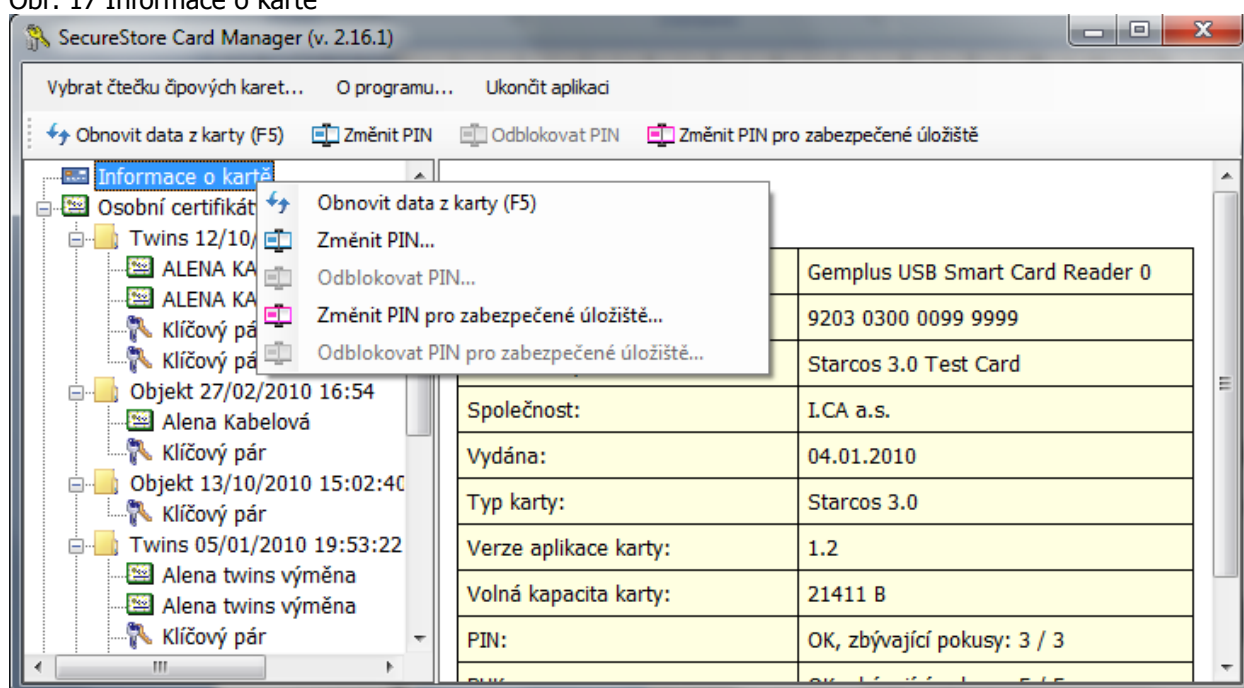 Obr. 17 Informace o kartě
SecureStore Card Manager (v. 2.16.1)
Vybrat čtečku čipových karet... O programu... Ukončit aplikaci
Obnovit data z karty (F5) Změnit PIN Odblokovat PIN Změnit PIN pro zabezpečené úložiště
Informace o kartě
Osobní certifikát
Twins 12/10/
ALENA KA
ALENA KA
Klíčový pá
Klíčový pá
Objekt 27/02/2010 16:54
Alena Kabelová
Klíčový pár
Objekt 13/10/2010 15:02:40
Klíčový pár
Twins 05/01/2010 19:53:22
Alena twins výměna
Alena twins výměna
Klíčový pár
Obnovit data z karty (F5)
Změnit PIN...
Odblokovat PIN...
Změnit PIN pro zabezpečené úložiště...
Odblokovat PIN pro zabezpečené úložiště...
Gemplus USB Smart Card Reader 0
9203 0300 0099 9999
Starcos 3.0 Test Card
Společnost: I.CA a.s.
Vydána: 04.01.2010
Typ karty: Starcos 3.0
Verze aplikace karty: 1.2
Volná kapacita karty: 21411 B
PIN: OK, zbývající pokusy: 3 / 3